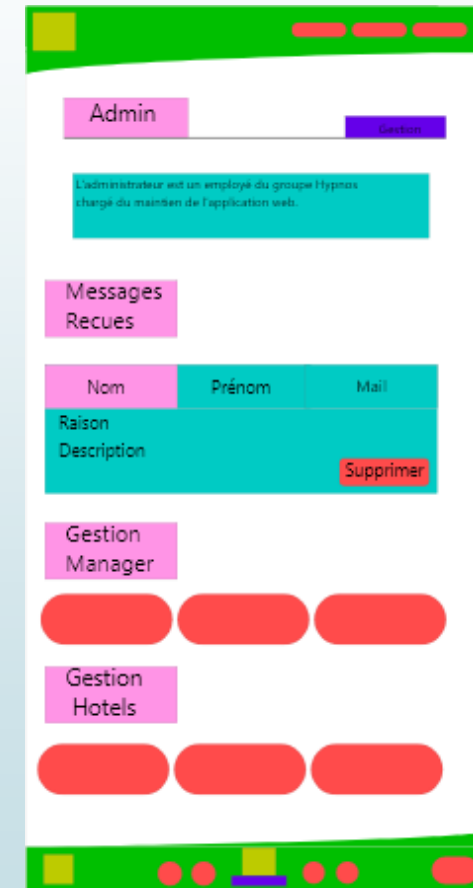 Admin
Gestion
L'administrateur est un employé du groupe Hypnos
chargé du maintien de l'application web.
Messages
Recues
Nom Prénom Mail
Raison
Description
Supprimer
Gestion
Manager
Gestion
Hotels